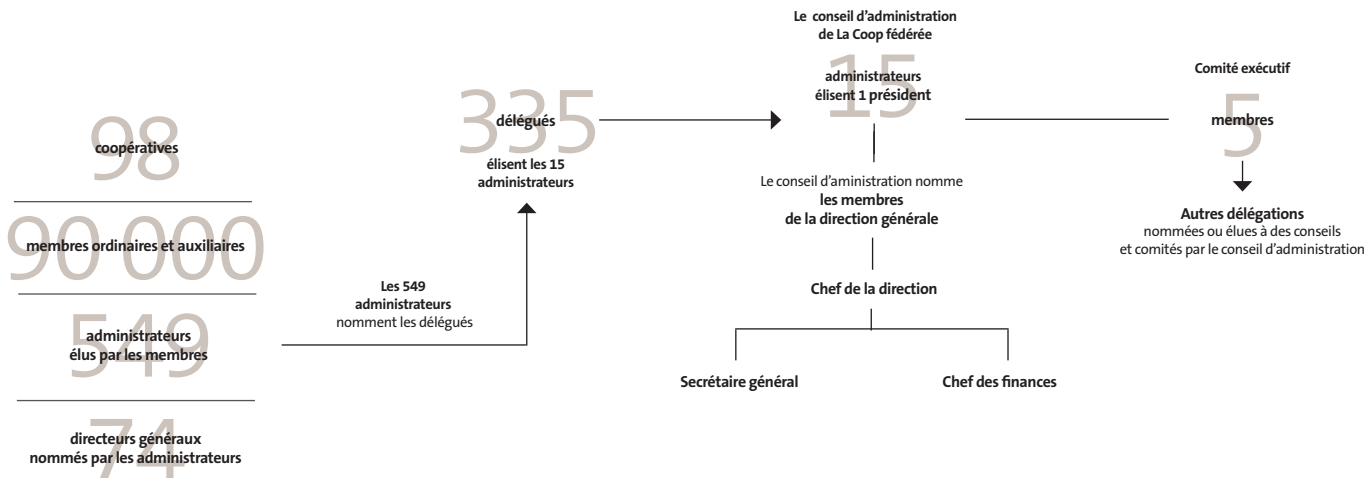 98
coopératives
90 000
membres ordinaires et auxiliaires
549
administrateurs
élus par les membres
74
directeurs généraux
nommés par les administrateurs
Les 549
administrateurs
nomment les délégués
335
délégués
élisent les 15
administrateurs
Le conseil d’administration
de La Coop fédérée
15
administrateurs
élisent 1 président
Le conseil d’aministration nomme
les membres
de la direction générale
Chef de la direction
Secrétaire général
Chef des finances
Comité exécutif
5
membres
Autres délégations
nommées ou élues à des conseils
et comités par le conseil d’administration